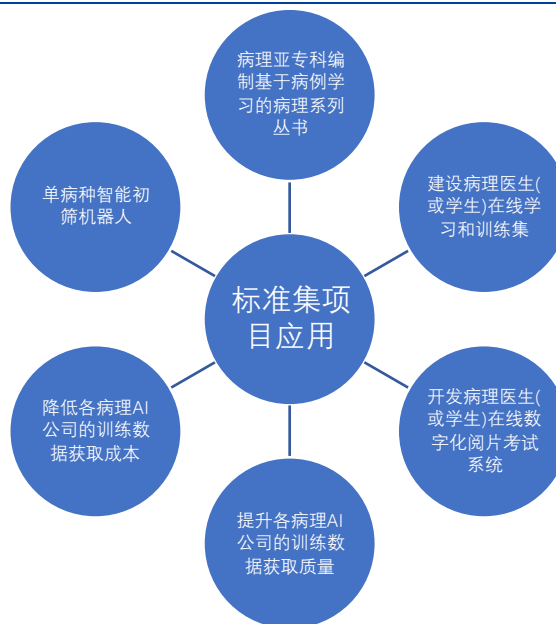 病理亚专科编
制基于病例学
习的病理系列
丛书
建设病理医生(
或学生)在线学
习和训练集
开发病理医生(
或学生)在线数
字化阅片考试
系统
提升各病理AI
公司的训练数
据获取质量
降低各病理AI
公司的训练数
据获取成本
单病种智能初
筛机器人
标准集项
目应用